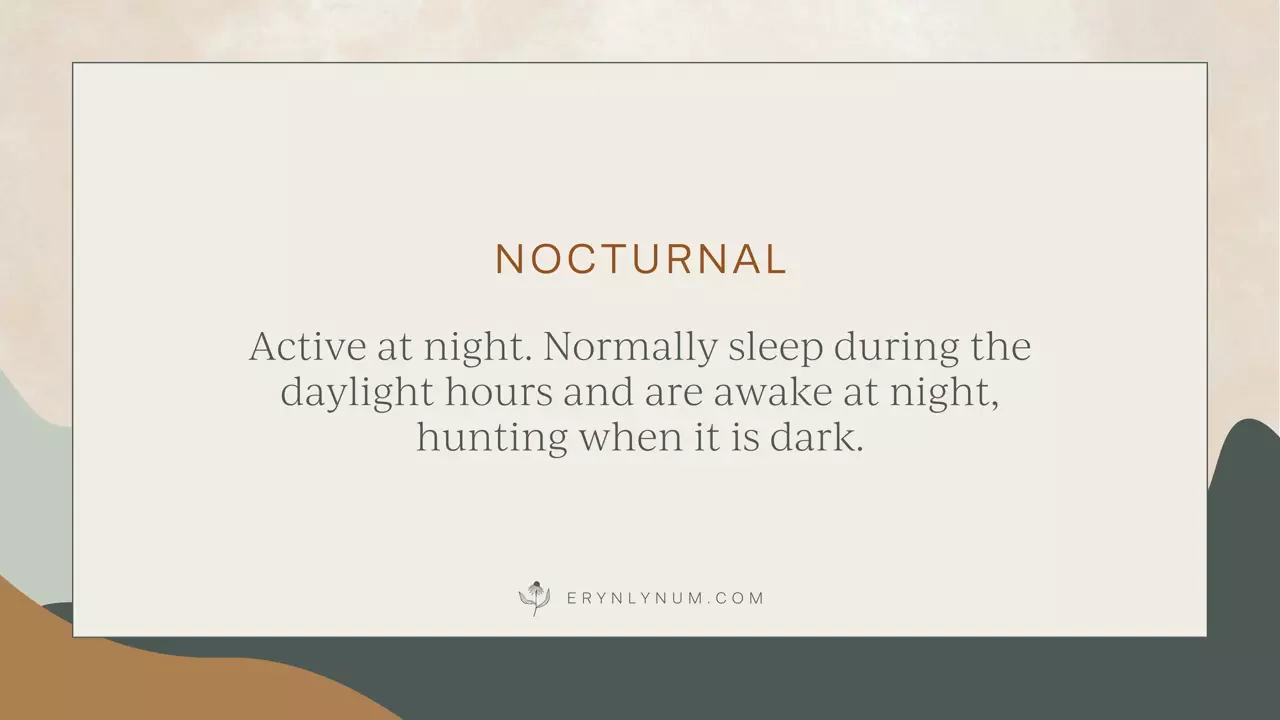 NOCTURNAL
Active at night. Normally sleep during the
daylight hours and are awake at night,
hunting when it is dark.
ERYNLYNUM.COM